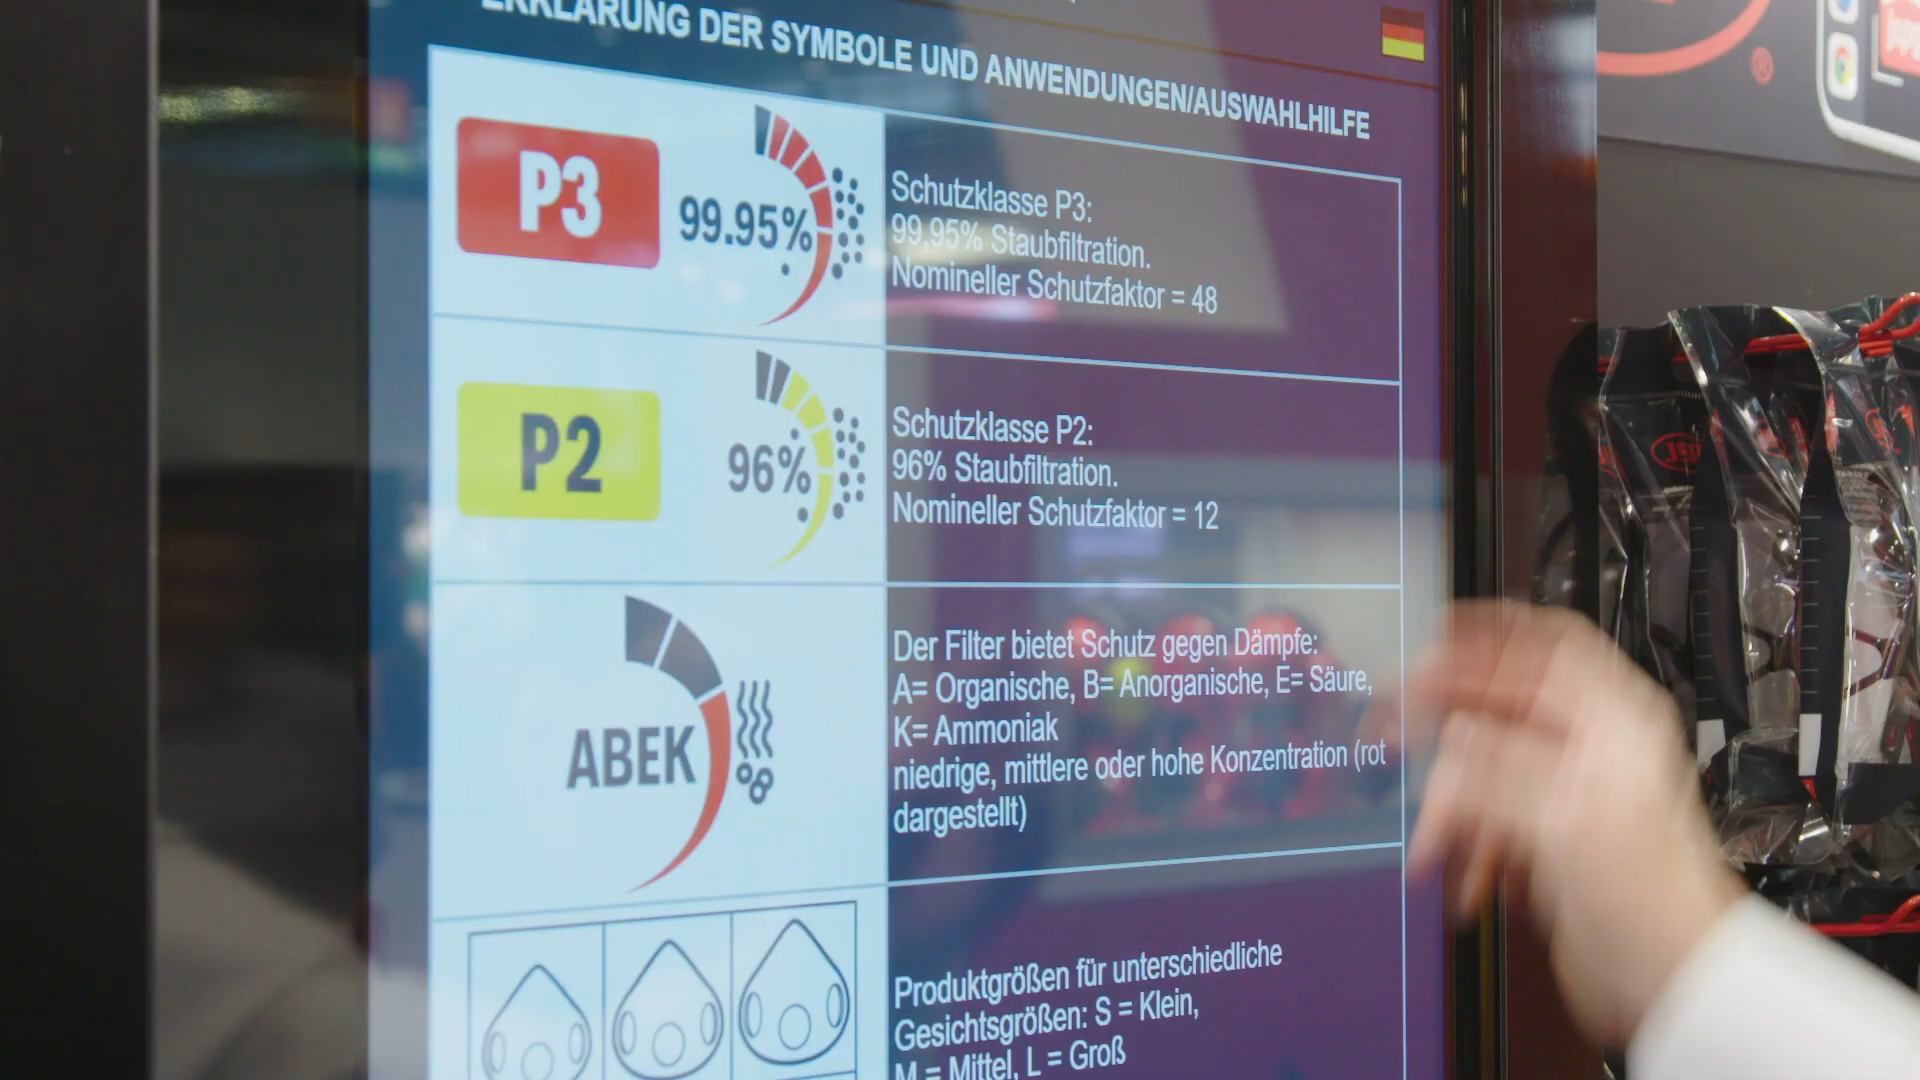 ERKLÄRUNG DER SYMBOLE UND ANWENDUNGEN/AUSWAHLHILFE
P3
99.95%
Schutzklasse P3:
99,95% Staubfiltration.
Nomineller Schutzfaktor = 48
P2
96%
Schutzklasse P2:
96% Staubfiltration.
Nomineller Schutzfaktor = 12
ABEK
Der Filter bietet Schutz gegen Dämpfe:
A= Organische, B= Anorganische, E= Säure,
K= Ammoniak
niedrige, mittlere oder hohe Konzentration (rot
dargestellt)
Produktgrößen für unterschiedliche
Gesichtsgrößen: S = Klein,
M = Mittel, L = Groß
JSP